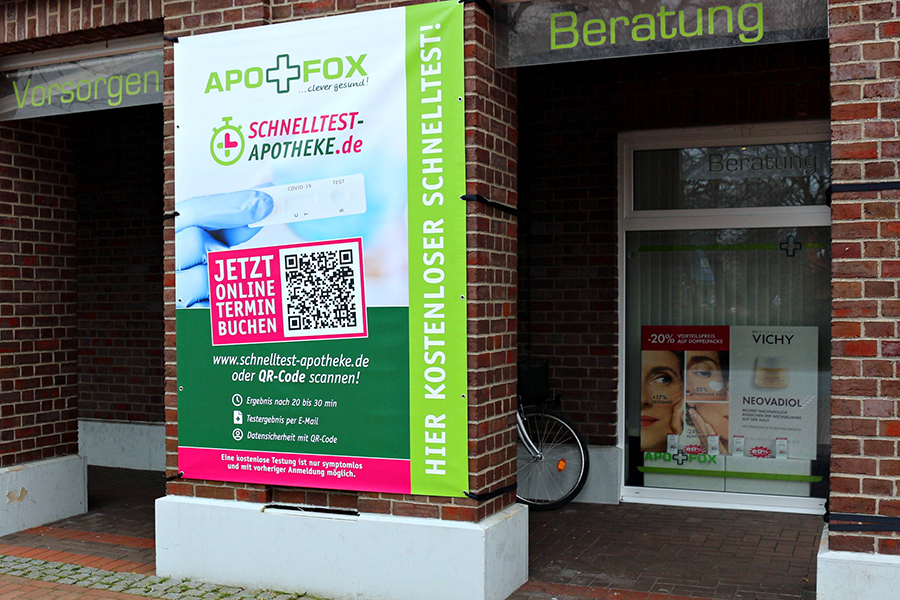 Vorsorgen
APO FOX
...clever gesund!
SCHNELLTEST-
APOTHEKE.de
COVID-19
TEST
C T
S
JETZT
ONLINE
TERMIN
BUCHEN
www.schnelltest-apotheke.de
oder QR-Code scannen!
Ergebnis nach 20 bis 30 min
Testergebnis per E-Mail
Datensicherheit mit QR-Code
Eine kostenlose Testung ist nur symptomlos
und mit vorheriger Anmeldung möglich.
HIER KOSTENLOSER SCHNELLTEST!
Beratung
Beratung
-20% VORTEILSPREIS
AUF DOPPELPACKS
VICHY
NEOVADIOL
APO FOX